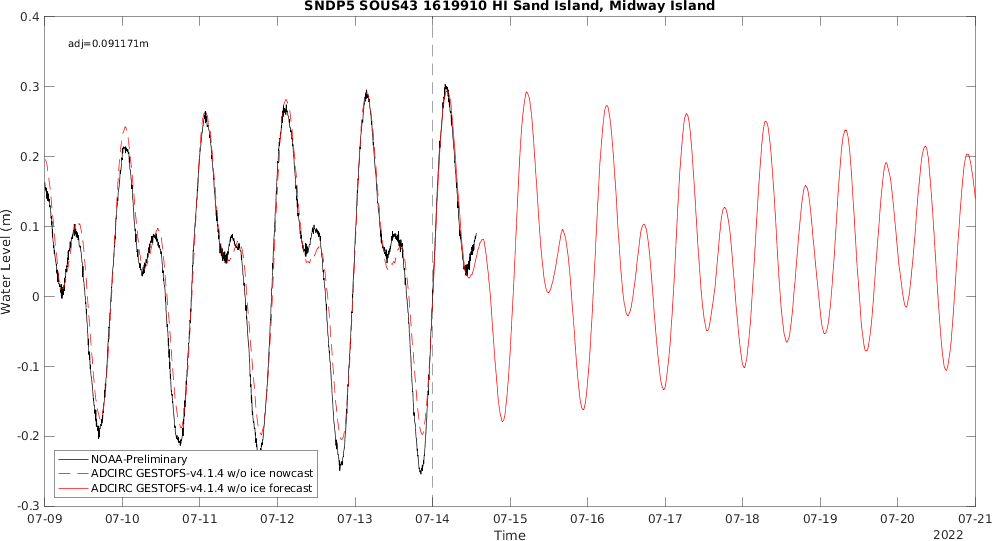 SNDP5 SOUS43 1619910 HI Sand Island, Midway Island
0.4
adj=0.091171m
0.3
0.2
0.1
0
-0.1
-0.2
-0.3
Water Level (m)
NOAA-Preliminary
ADCIRC GESTOFS-v4.1.4 w/o ice nowcast
ADCIRC GESTOFS-v4.1.4 w/o ice forecast
07-09 07-10 07-11 07-12 07-13 07-14 07-15 07-16 07-17 07-18 07-19 07-20 07-21
Time
2022